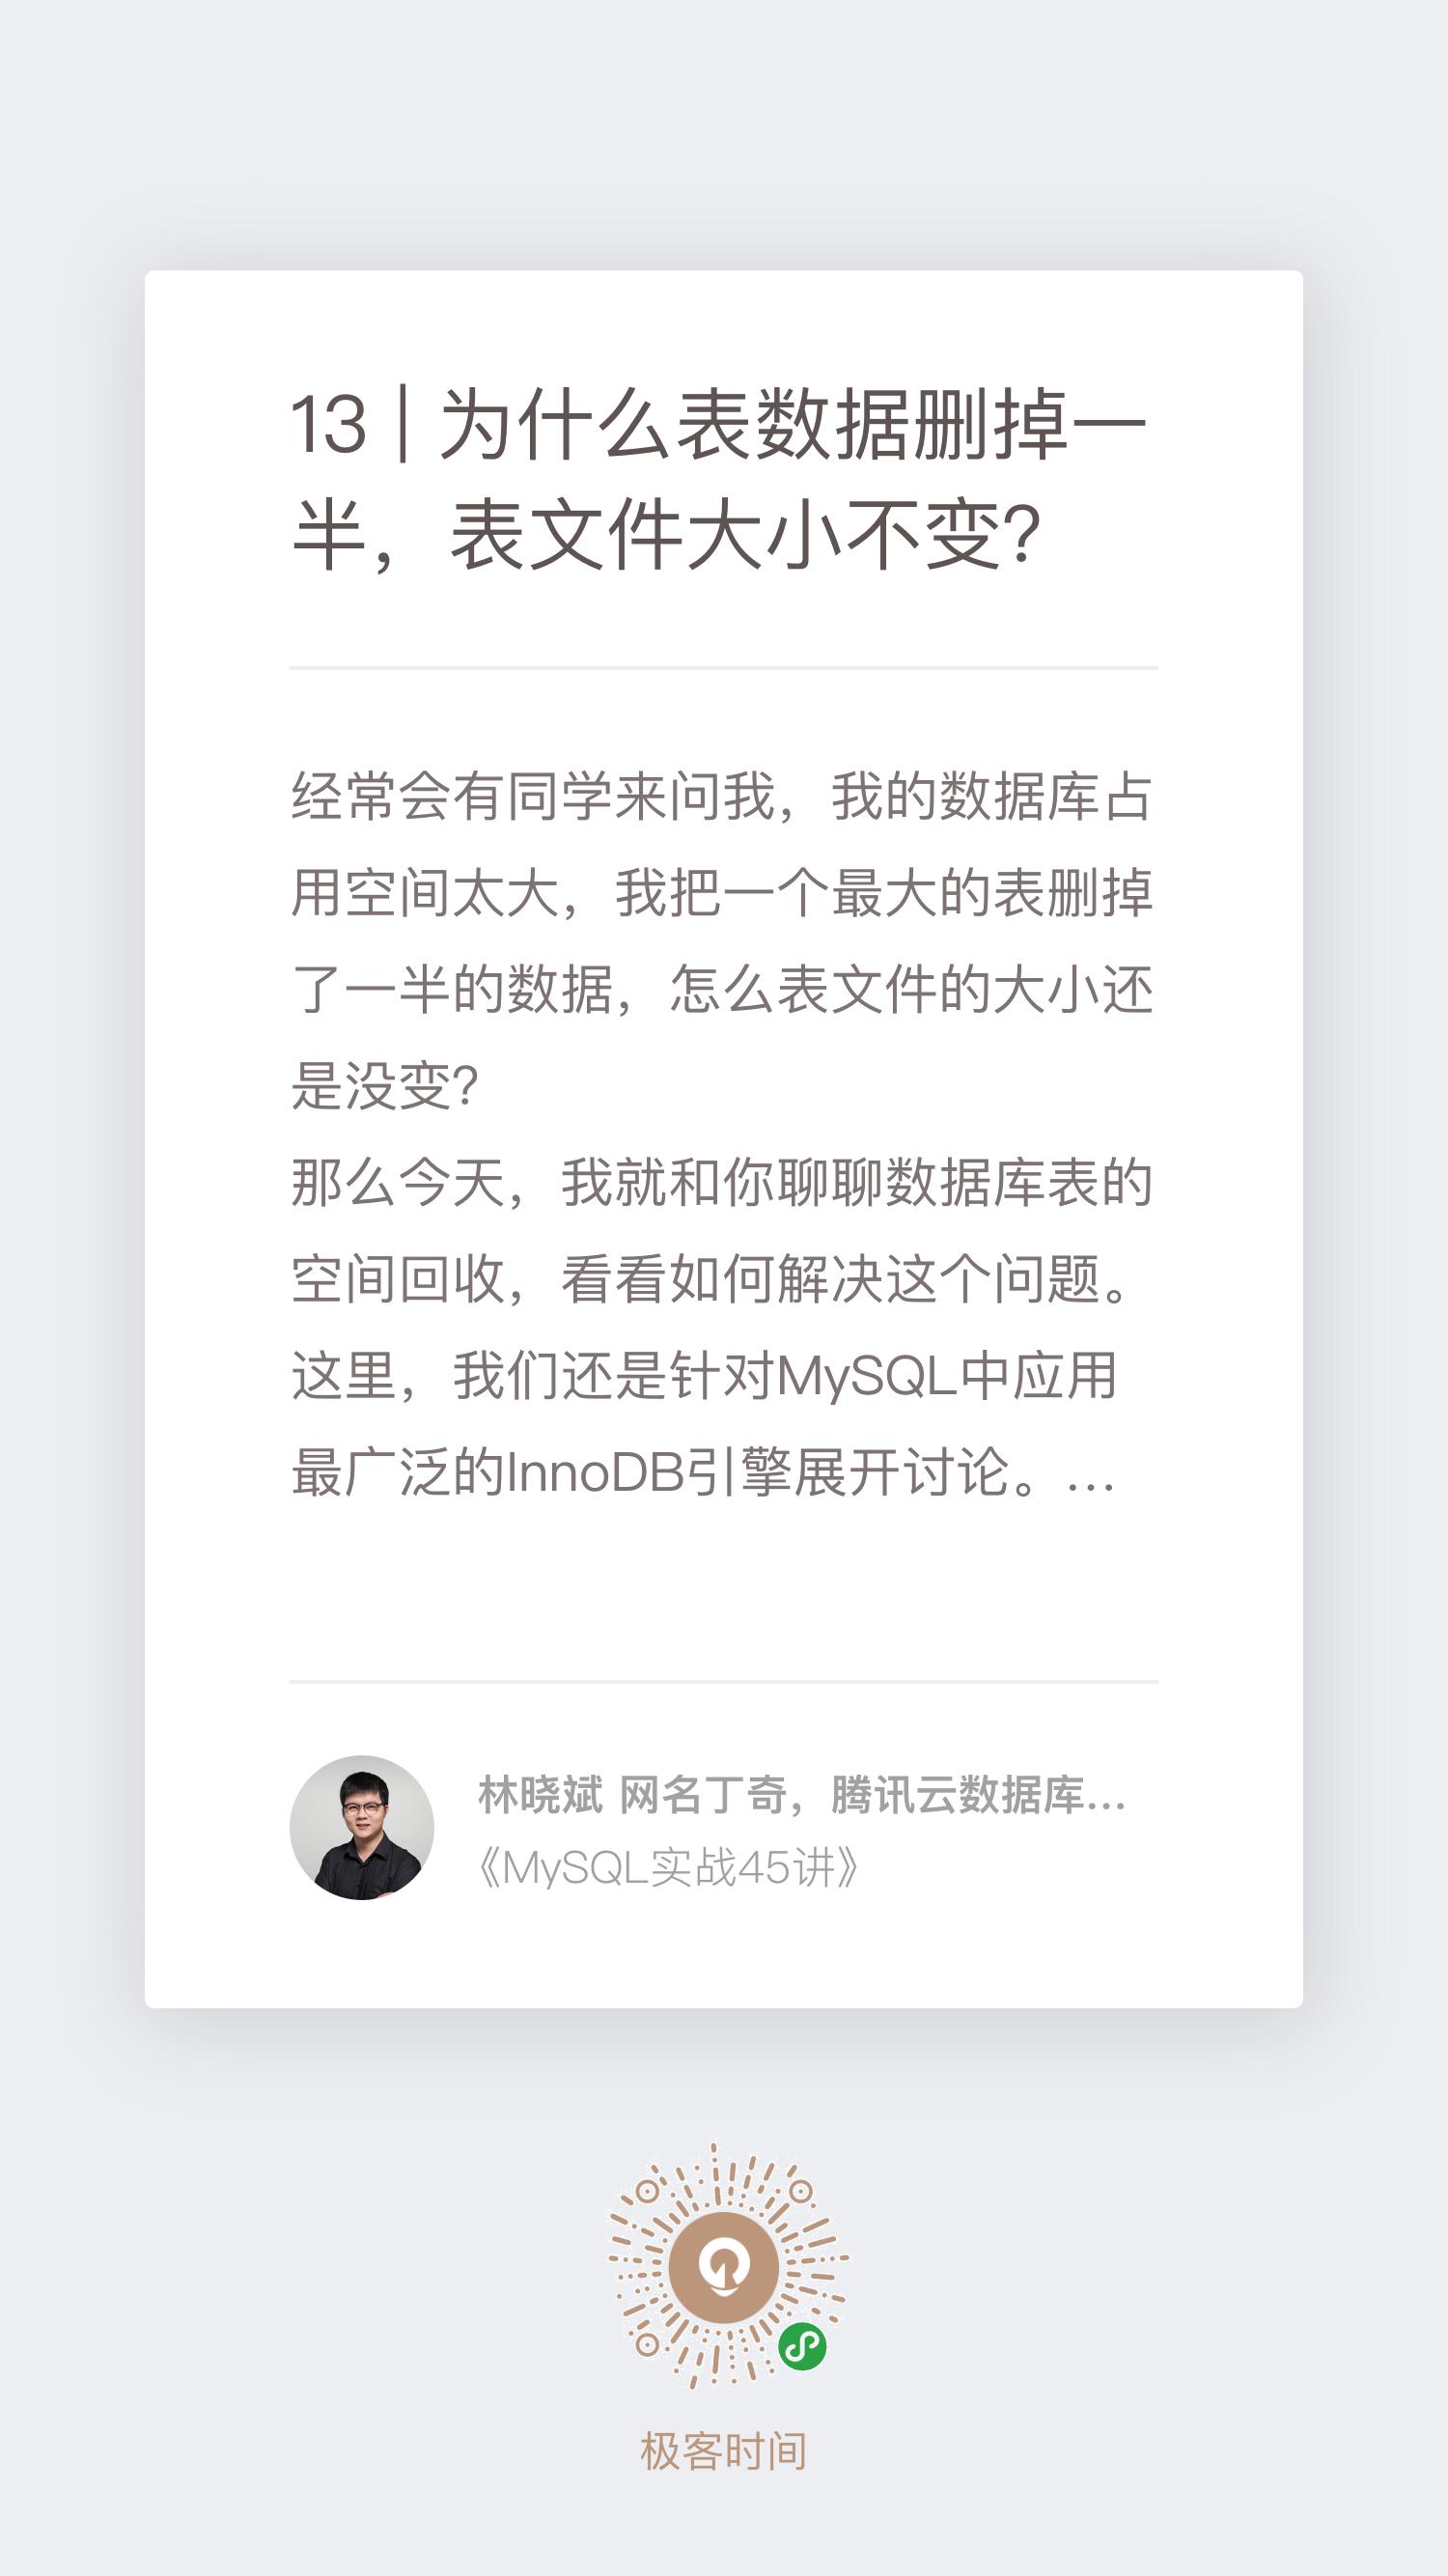 13 | 为什么表数据删掉一
半，表文件大小不变?
经常会有同学来问我，我的数据库占
用空间太大，我把一个最大的表删掉
了一半的数据，怎么表文件的大小还
是没变?
那么今天，我就和你聊聊数据库表的
空间回收，看看如何解决这个问题。
这里，我们还是针对MySQL中应用
最广泛的InnoDB引擎展开讨论。...
林晓斌 网名丁奇，腾讯云数据库...
《MySQL实战45讲》
极客时间